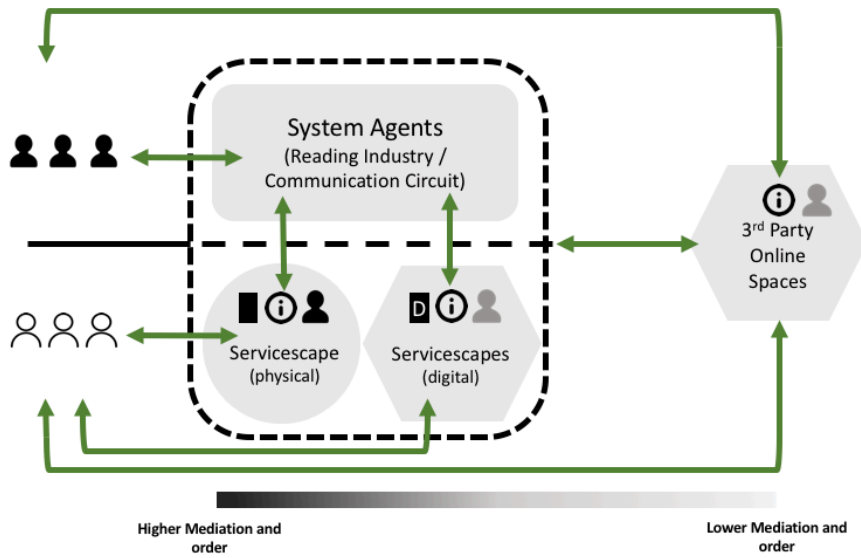 System Agents
(Reading Industry /
Communication Circuit)
i
3rd Party
Online
Spaces
i
D i
Servicescape
(physical)
Servicescapes
(digital)
Higher Mediation and
order
Lower Mediation and
order